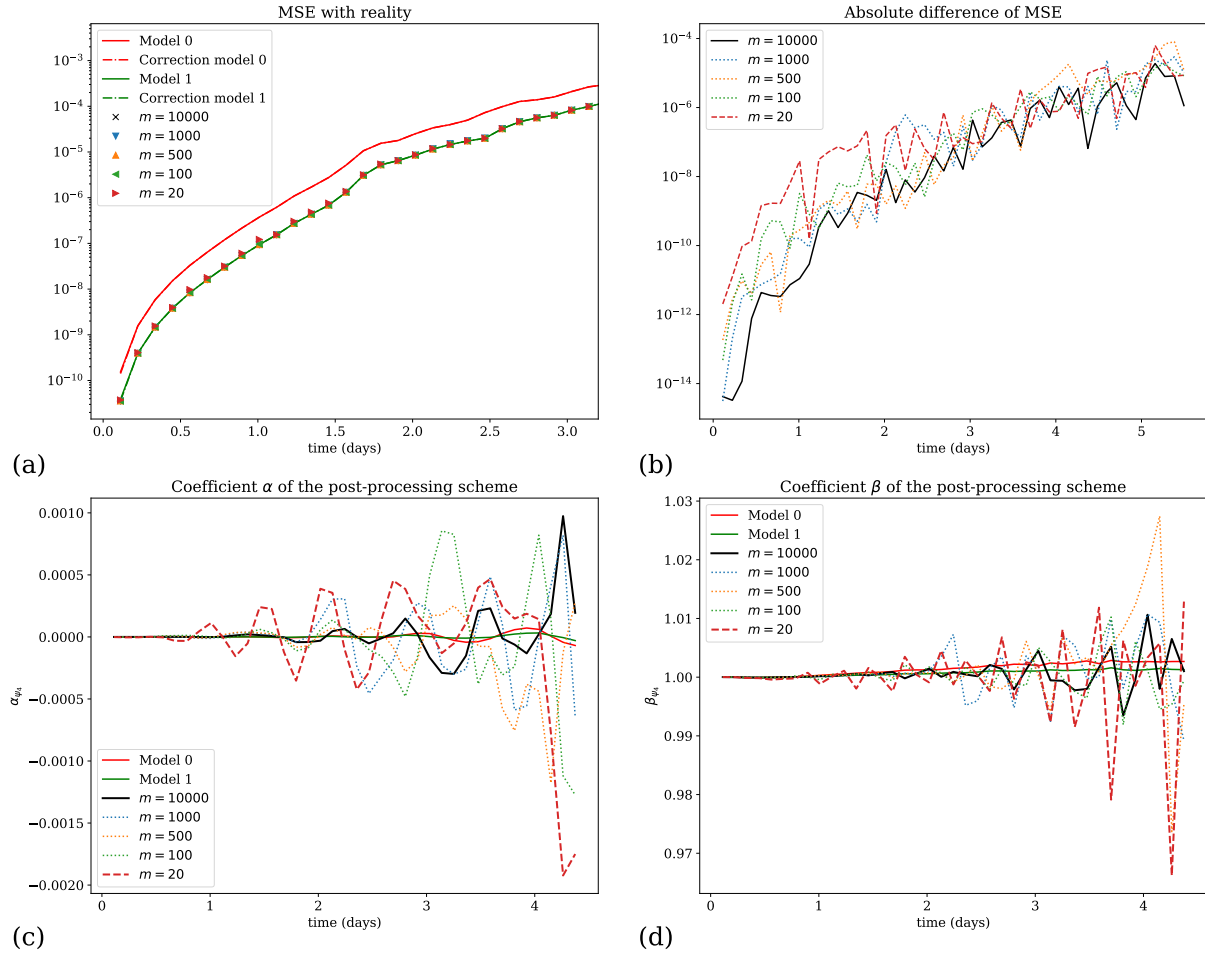 MSE with reality
10⁻³
10⁻⁴
10⁻⁵
10⁻⁶
10⁻⁷
10⁻⁸
10⁻⁹
10⁻¹⁰
Model 0
Correction model 0
Model 1
Correction model 1
m = 10000
m = 1000
m = 500
m = 100
m = 20
0.0 0.5 1.0 1.5 2.0 2.5 3.0
time (days)
(a)
Absolute difference of MSE
10⁻⁴
10⁻⁶
10⁻⁸
10⁻¹⁰
10⁻¹²
10⁻¹⁴
m = 10000
m = 1000
m = 500
m = 100
m = 20
0 1 2 3 4 5
time (days)
(b)
Coefficient α of the post-processing scheme
0.0010
0.0005
0.0000
−0.0005
−0.0010
−0.0015
−0.0020
α_ψ₄
Model 0
Model 1
m = 10000
m = 1000
m = 500
m = 100
m = 20
0 1 2 3 4
time (days)
(c)
Coefficient β of the post-processing scheme
1.03
1.02
1.01
1.00
0.99
0.98
0.97
β_ψ₄
Model 0
Model 1
m = 10000
m = 1000
m = 500
m = 100
m = 20
0 1 2 3 4
time (days)
(d)